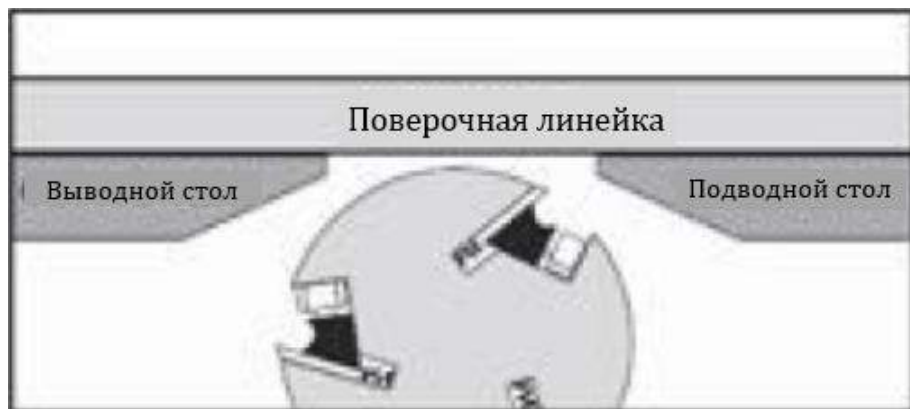 Поверочная линейка
Выводной стол
Подводной стол